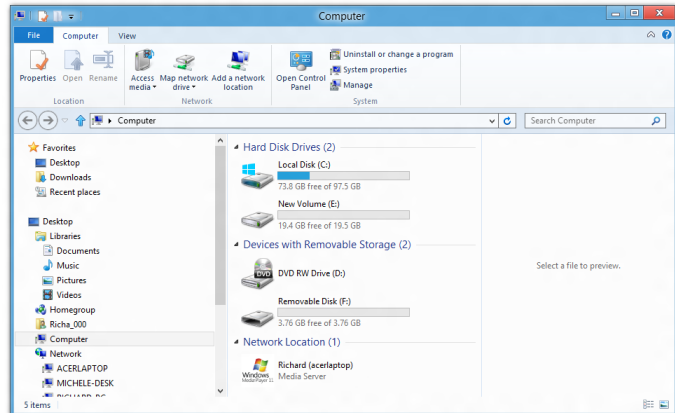 Computer
File Computer View
Properties Open Rename
Access media
Map network drive
Add a network location
Open Control Panel
Uninstall or change a program
System properties
Manage
Location Network System
Computer
Search Computer
Favorites
Desktop
Downloads
Recent places
Desktop
Libraries
Documents
Music
Pictures
Videos
Homegroup
Richa_000
Computer
Network
ACERLAPTOP
MICHELE-DESK
Hard Disk Drives (2)
Local Disk (C:)
73.8 GB free of 97.5 GB
New Volume (E:)
19.4 GB free of 19.5 GB
Devices with Removable Storage (2)
DVD
DVD RW Drive (D:)
Removable Disk (F:)
3.76 GB free of 3.76 GB
Network Location (1)
Richard (acerlaptop)
Media Server
Windows
Media Player 11
Select a file to preview.
5 items